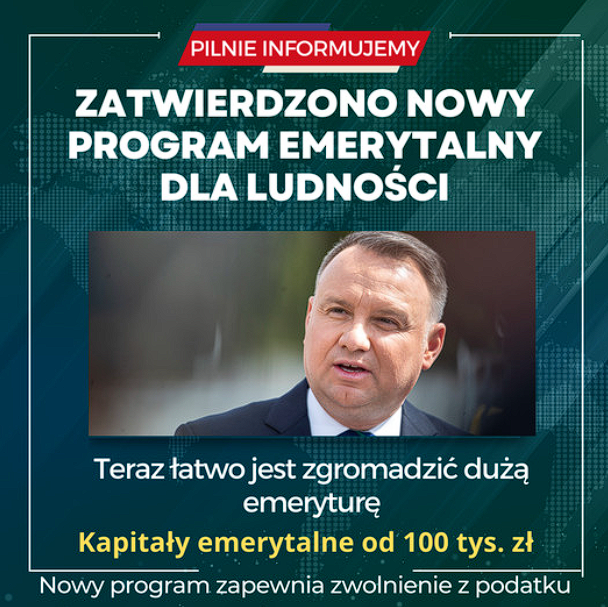 PILNIE INFORMUJEMY
ZATWIERDZONO NOWY
PROGRAM EMERYTALNY
DLA LUDNOŚCI
Teraz łatwo jest zgromadzić dużą
emeryturę
Kapitały emerytalne od 100 tys. zł
Nowy program zapewnia zwolnienie z podatku